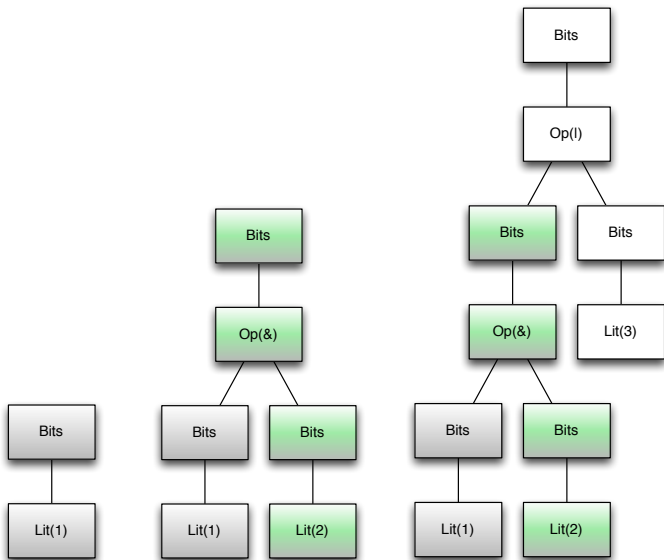 Bits
Lit(1)
Bits
Op(&)
Bits
Bits
Lit(1)
Lit(2)
Bits
Op(|)
Bits
Bits
Op(&)
Lit(3)
Bits
Bits
Lit(1)
Lit(2)